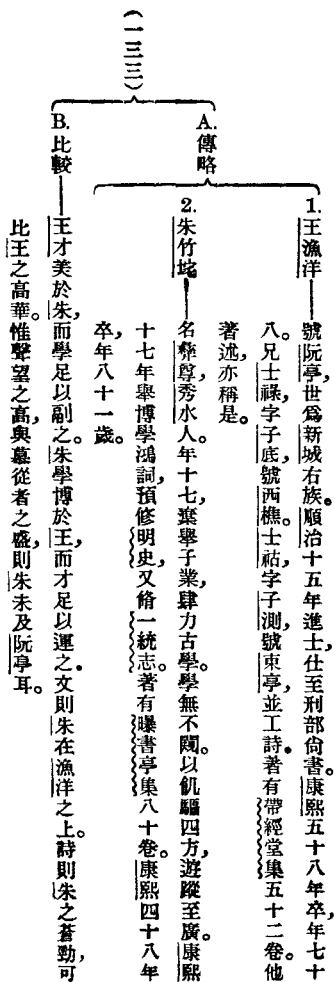 （一三三）
A.傳略
1.王漁洋——號阮亭，世爲新城右族。順治十五年進士，仕至刑部尙書。康熙五十八年卒，年七十
八。兄士祿，字子底，號西樵。士祜，字子測，號東亭，並工詩。著有帶經堂集五十二卷。他
著述，亦稱是。
2.朱竹垞——名彝尊，秀水人。年十七，棄舉子業，肆力古學。學無不闚。以飢驅四方，遊蹤至廣。康熙
十七年舉博學鴻詞，預修明史，又脩一統志。著有曝書亭集八十卷。康熙四十八年
卒，年八十一歲。
B.比較——王才美於朱，而學足以副之。朱學博於王，而才足以運之。文則朱在漁洋之上。詩則朱之蒼勁，可
比王之高華。惟聲望之高，與慕從者之盛，則朱未及阮亭耳。